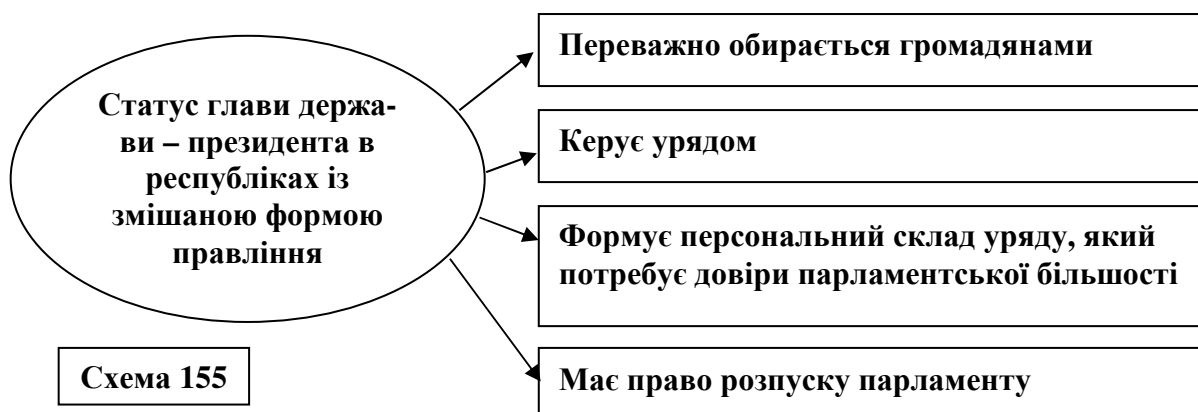 Статус глави держа-
ви – президента в
республіках із
змішаною формою
правління
Переважно обирається громадянами
Керує урядом
Формує персональний склад уряду, який
потребує довіри парламентської більшості
Має право розпуску парламенту
Схема 155